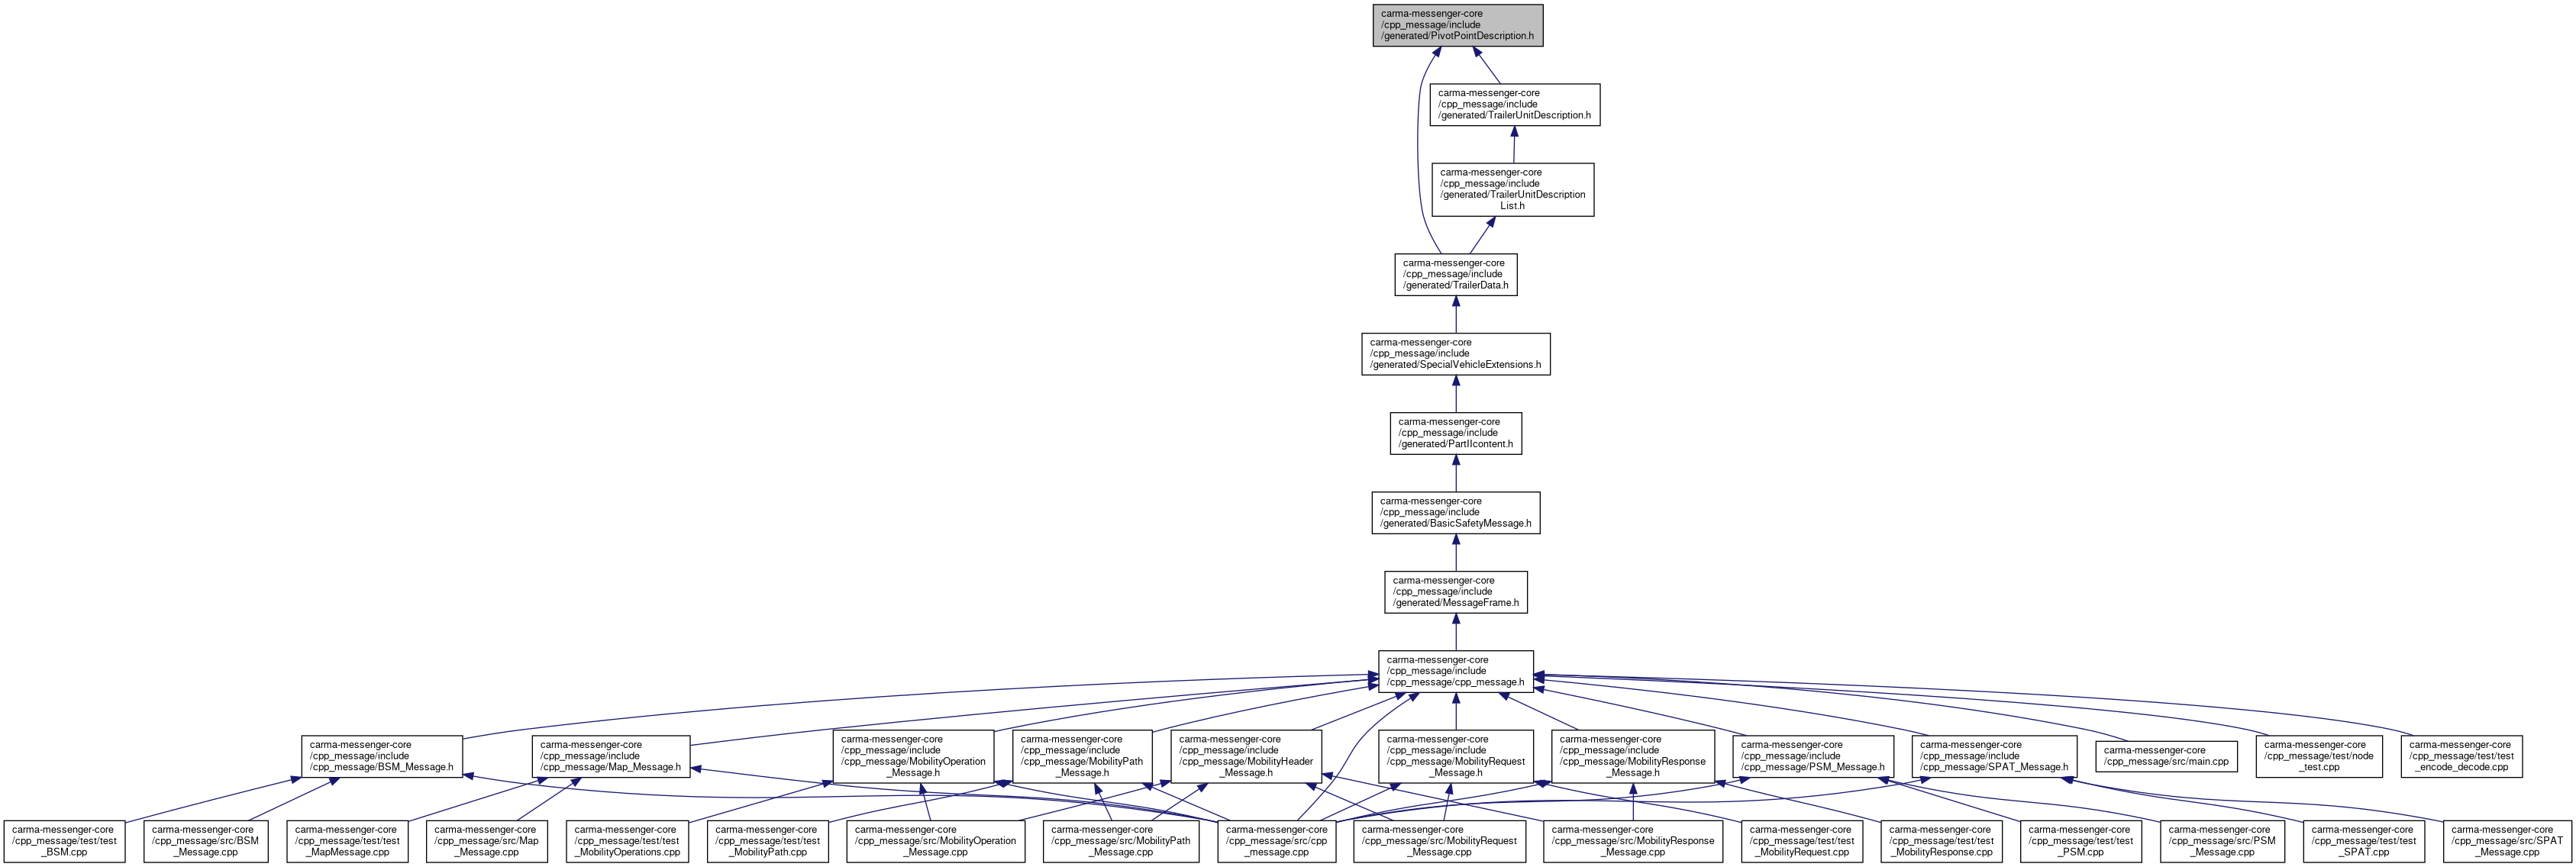 carma-messenger-core
/cpp_message/include
/generated/PivotPointDescription.h
carma-messenger-core
/cpp_message/include
/generated/TrailerUnitDescription.h
carma-messenger-core
/cpp_message/include
/generated/TrailerUnitDescription
List.h
carma-messenger-core
/cpp_message/include
/generated/TrailerData.h
carma-messenger-core
/cpp_message/include
/generated/SpecialVehicleExtensions.h
carma-messenger-core
/cpp_message/include
/generated/PartIIcontent.h
carma-messenger-core
/cpp_message/include
/generated/BasicSafetyMessage.h
carma-messenger-core
/cpp_message/include
/generated/MessageFrame.h
carma-messenger-core
/cpp_message/include
/cpp_message/cpp_message.h
carma-messenger-core
/cpp_message/include
/cpp_message/BSM_Message.h
carma-messenger-core
/cpp_message/include
/cpp_message/Map_Message.h
carma-messenger-core
/cpp_message/include
/cpp_message/MobilityOperation
_Message.h
carma-messenger-core
/cpp_message/include
/cpp_message/MobilityPath
_Message.h
carma-messenger-core
/cpp_message/include
/cpp_message/MobilityHeader
_Message.h
carma-messenger-core
/cpp_message/include
/cpp_message/MobilityRequest
_Message.h
carma-messenger-core
/cpp_message/include
/cpp_message/MobilityResponse
_Message.h
carma-messenger-core
/cpp_message/include
/cpp_message/PSM_Message.h
carma-messenger-core
/cpp_message/include
/cpp_message/SPAT_Message.h
carma-messenger-core
/cpp_message/src/main.cpp
carma-messenger-core
/cpp_message/test/node
_test.cpp
carma-messenger-core
/cpp_message/test/test
_encode_decode.cpp
carma-messenger-core
/cpp_message/test/test
_BSM.cpp
carma-messenger-core
/cpp_message/src/BSM
_Message.cpp
carma-messenger-core
/cpp_message/test/test
_MapMessage.cpp
carma-messenger-core
/cpp_message/src/Map
_Message.cpp
carma-messenger-core
/cpp_message/test/test
_MobilityOperations.cpp
carma-messenger-core
/cpp_message/test/test
_MobilityPath.cpp
carma-messenger-core
/cpp_message/src/MobilityOperation
_Message.cpp
carma-messenger-core
/cpp_message/src/MobilityPath
_Message.cpp
carma-messenger-core
/cpp_message/src/cpp
_message.cpp
carma-messenger-core
/cpp_message/src/MobilityRequest
_Message.cpp
carma-messenger-core
/cpp_message/src/MobilityResponse
_Message.cpp
carma-messenger-core
/cpp_message/test/test
_MobilityRequest.cpp
carma-messenger-core
/cpp_message/test/test
_MobilityResponse.cpp
carma-messenger-core
/cpp_message/test/test
_PSM.cpp
carma-messenger-core
/cpp_message/src/PSM
_Message.cpp
carma-messenger-core
/cpp_message/test/test
_SPAT.cpp
carma-messenger-core
/cpp_message/src/SPAT
_Message.cpp